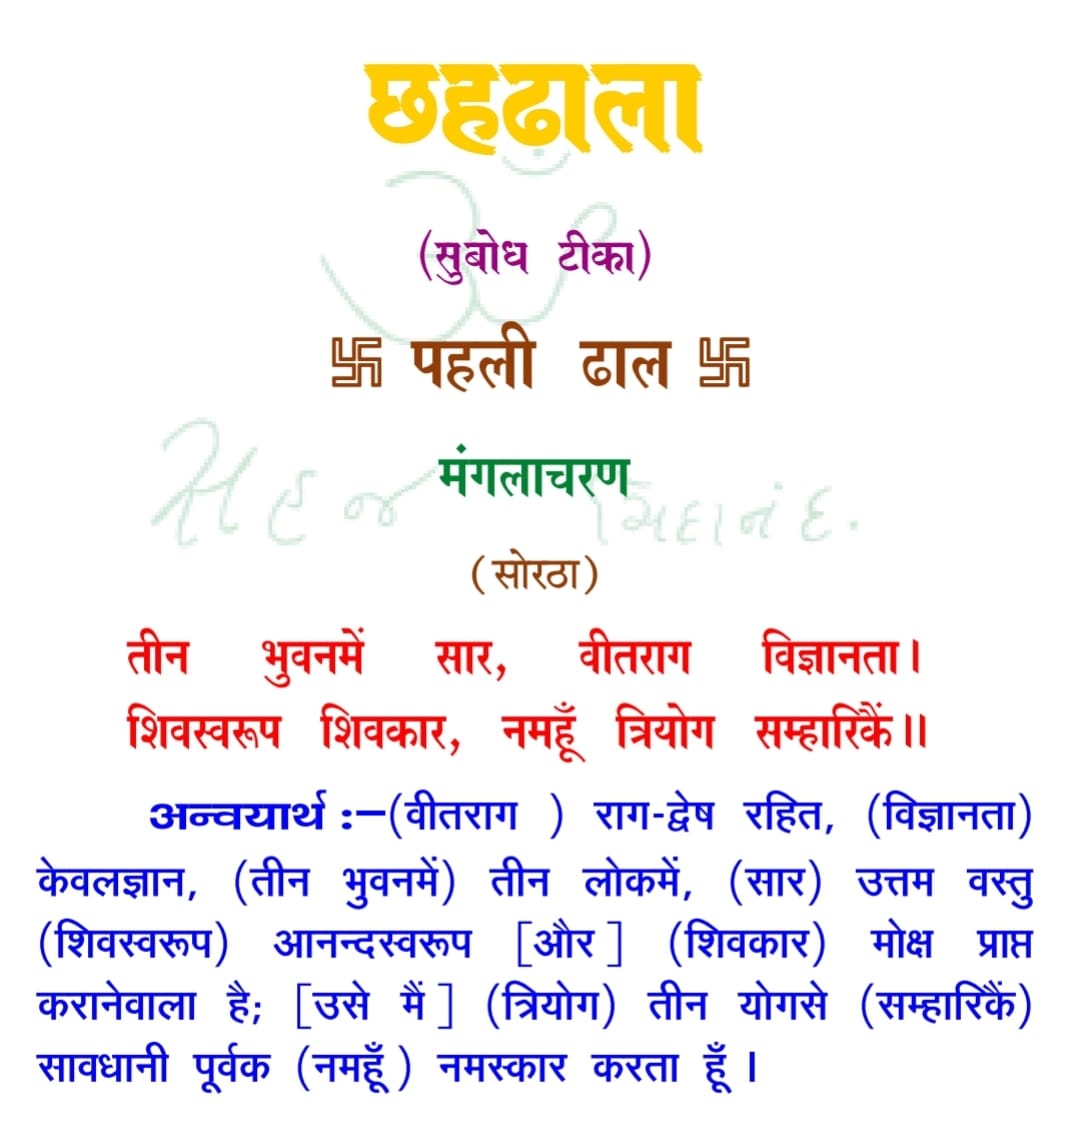 छहढाला
(सुबोध टीका)
卐 पहली ढाल 卐
मंगलाचरण
સહજ ચિદાનંદ.
(सोरठा)
तीन भुवनमें सार, वीतराग विज्ञानता।
शिवस्वरूप शिवकार, नमहूँ त्रियोग सम्हारिकैं।।
अन्वयार्थ :–(वीतराग ) राग-द्वेष रहित, (विज्ञानता)
केवलज्ञान, (तीन भुवनमें) तीन लोकमें, (सार) उत्तम वस्तु
(शिवस्वरूप) आनन्दस्वरूप [और ] (शिवकार) मोक्ष प्राप्त
करानेवाला है; [उसे मैं ] (त्रियोग) तीन योगसे (सम्हारिकैं)
सावधानी पूर्वक (नमहूँ ) नमस्कार करता हूँ ।